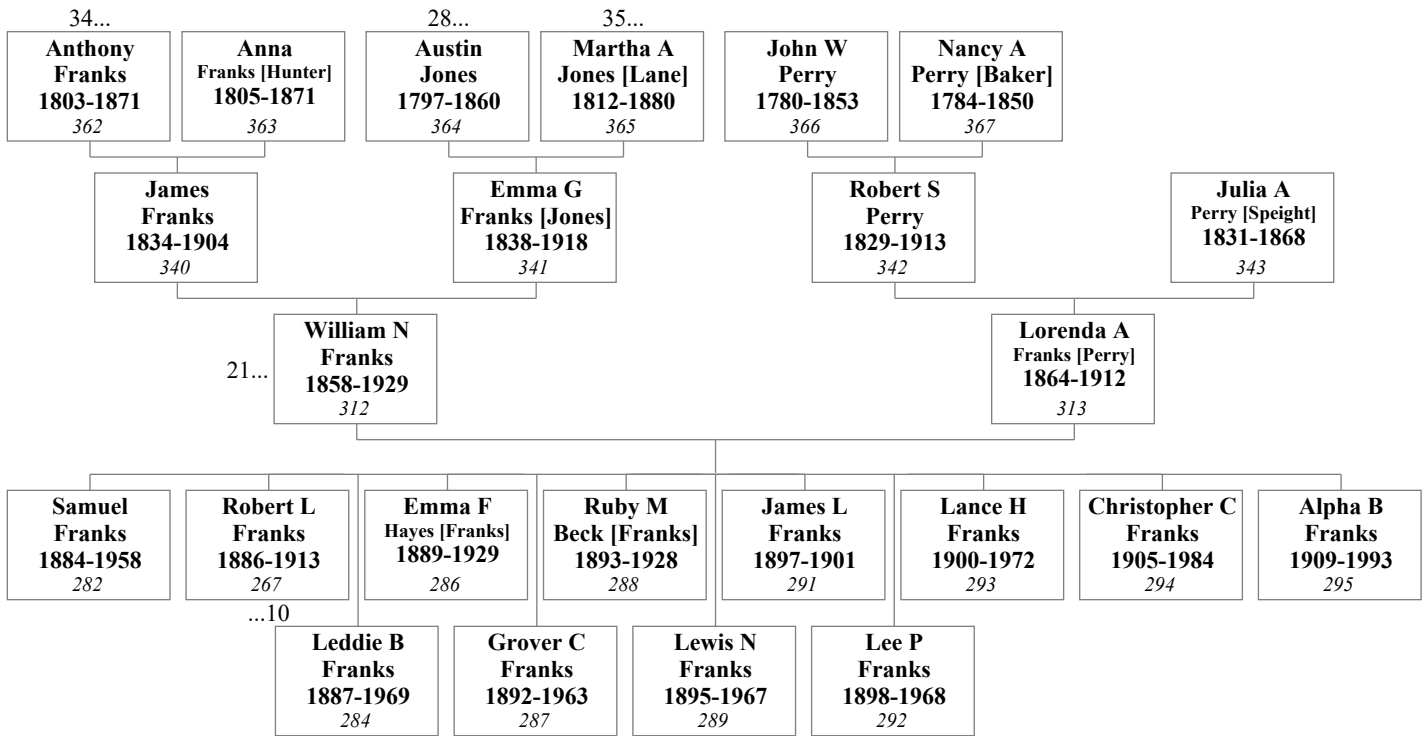 34...
28...
35...
Anthony
Franks
1803-1871
362
Anna
Franks [Hunter]
1805-1871
363
Austin
Jones
1797-1860
364
Martha A
Jones [Lane]
1812-1880
365
John W
Perry
1780-1853
366
Nancy A
Perry [Baker]
1784-1850
367
James
Franks
1834-1904
340
Emma G
Franks [Jones]
1838-1918
341
Robert S
Perry
1829-1913
342
Julia A
Perry [Speight]
1831-1868
343
21...
William N
Franks
1858-1929
312
Lorenda A
Franks [Perry]
1864-1912
313
Samuel
Franks
1884-1958
282
Robert L
Franks
1886-1913
267
...10
Emma F
Hayes [Franks]
1889-1929
286
Ruby M
Beck [Franks]
1893-1928
288
James L
Franks
1897-1901
291
Lance H
Franks
1900-1972
293
Christopher C
Franks
1905-1984
294
Alpha B
Franks
1909-1993
295
Leddie B
Franks
1887-1969
284
Grover C
Franks
1892-1963
287
Lewis N
Franks
1895-1967
289
Lee P
Franks
1898-1968
292